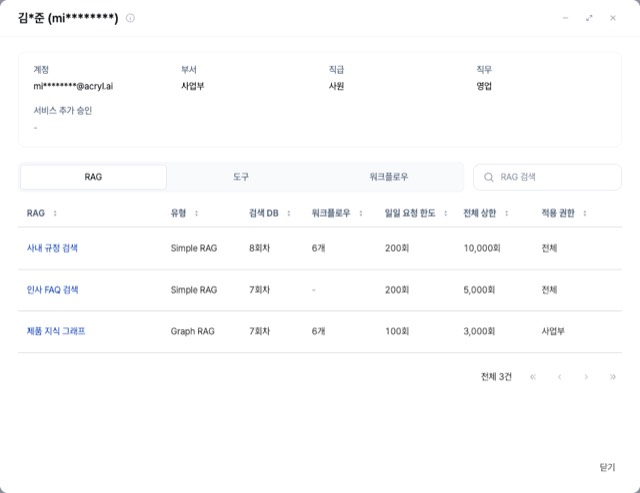 김*준 (mi********)
계정 부서 직급 직무
mi********@acryl.ai 사업부 사원 영업
서비스 추가 승인
-
RAG 도구 워크플로우 RAG 검색
RAG 유형 검색 DB 워크플로우 일일 요청 한도 전체 상한 적용 권한
사내 규정 검색 Simple RAG 8회차 6개 200회 10,000회 전체
인사 FAQ 검색 Simple RAG 7회차 - 200회 5,000회 전체
제품 지식 그래프 Graph RAG 7회차 6개 100회 3,000회 사업부
전체 3건 « ‹ › »
닫기